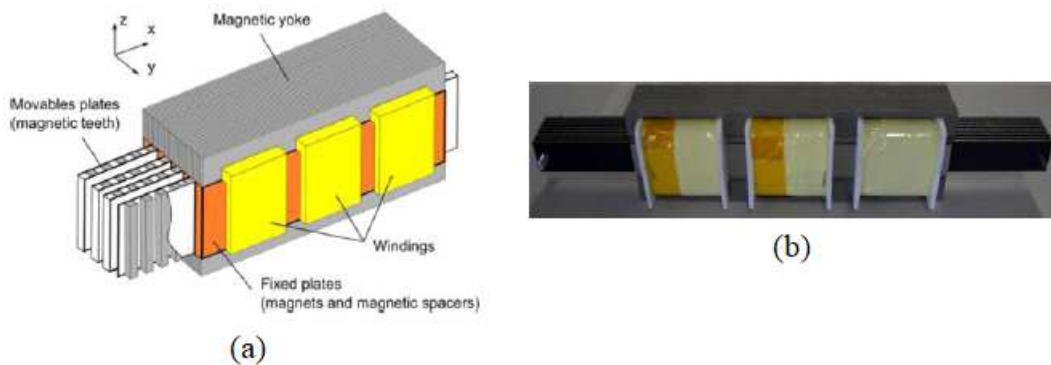 Magnetic yoke
z
x
y
Movables plates
(magnetic teeth)
Windings
Fixed plates
(magnets and magnetic spacers)
(a)
(b)